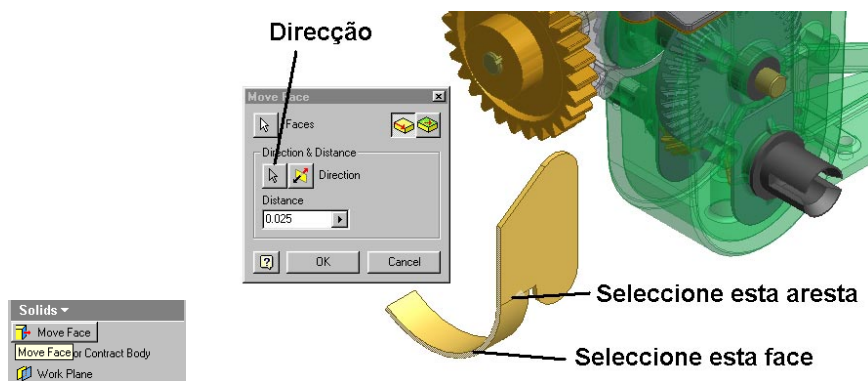 Direcção
Move Face
Faces
Direction & Distance
Direction
Distance
0.025
OK
Cancel
Seleccione esta aresta
Seleccione esta face
Solids
Move Face
Move Face or Contract Body
Work Plane